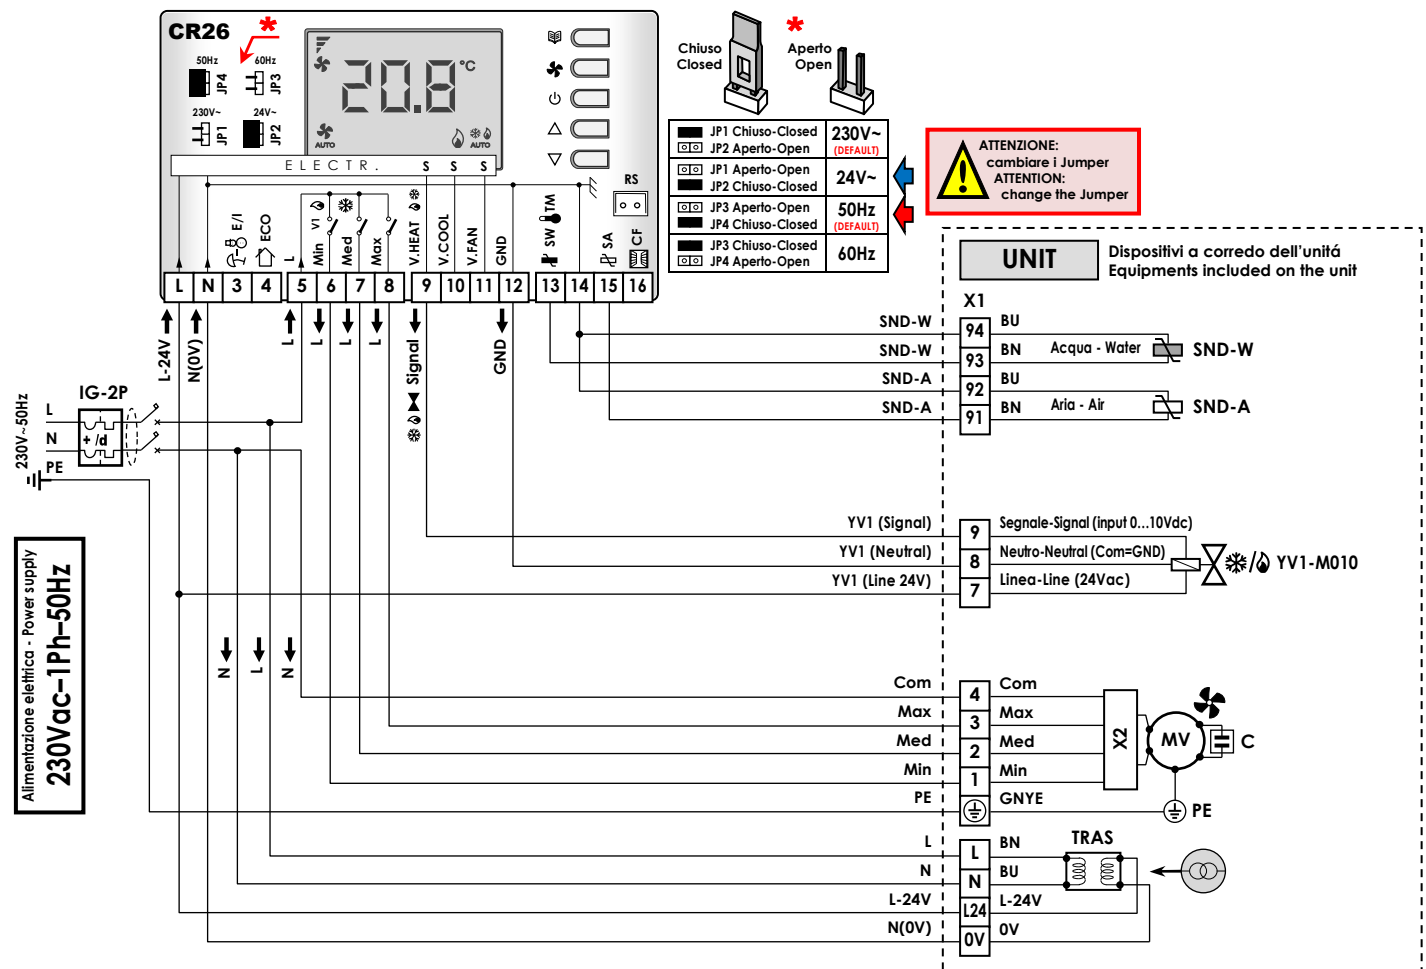 CR26
*
50Hz
JP4
60Hz
JP3
230V~
JP1
24V~
JP2
20.8 °C
AUTO
AUTO
ELECTR.
S S S
RS
E/I
ECO
L
Min
V1
Med
Max
V.HEAT
V.COOL
V.FAN
GND
SW
TM
SA
CF
L N 3 4 5 6 7 8 9 10 11 12 13 14 15 16
Chiuso
Closed
*
Aperto
Open
JP1 Chiuso-Closed
JP2 Aperto-Open
230V~
(DEFAULT)
JP1 Aperto-Open
JP2 Chiuso-Closed
24V~
JP3 Aperto-Open
JP4 Chiuso-Closed
50Hz
(DEFAULT)
JP3 Chiuso-Closed
JP4 Aperto-Open
60Hz
ATTENZIONE:
cambiare i Jumper
ATTENTION:
change the Jumper
UNIT
Dispositivi a corredo dell'unitá
Equipments included on the unit
L-24V
N(0V)
L
L
L
L
Signal
GND
IG-2P
230V~50Hz
L
N
PE
+ /d
Alimentazione elettrica - Power supply
230Vac–1Ph–50Hz
N
L
N
X1
SND-W 94 BU
SND-W 93 BN Acqua - Water SND-W
SND-A 92 BU
SND-A 91 BN Aria - Air SND-A
YV1 (Signal) 9 Segnale-Signal (input 0...10Vdc)
YV1 (Neutral) 8 Neutro-Neutral (Com=GND) / YV1-M010
YV1 (Line 24V) 7 Linea-Line (24Vac)
Com 4 Com
Max 3 Max
Med 2 Med
Min 1 Min
X2
MV
C
PE GNYE PE
TRAS
L L BN
N N BU
L-24V L24 L-24V
N(0V) 0V 0V